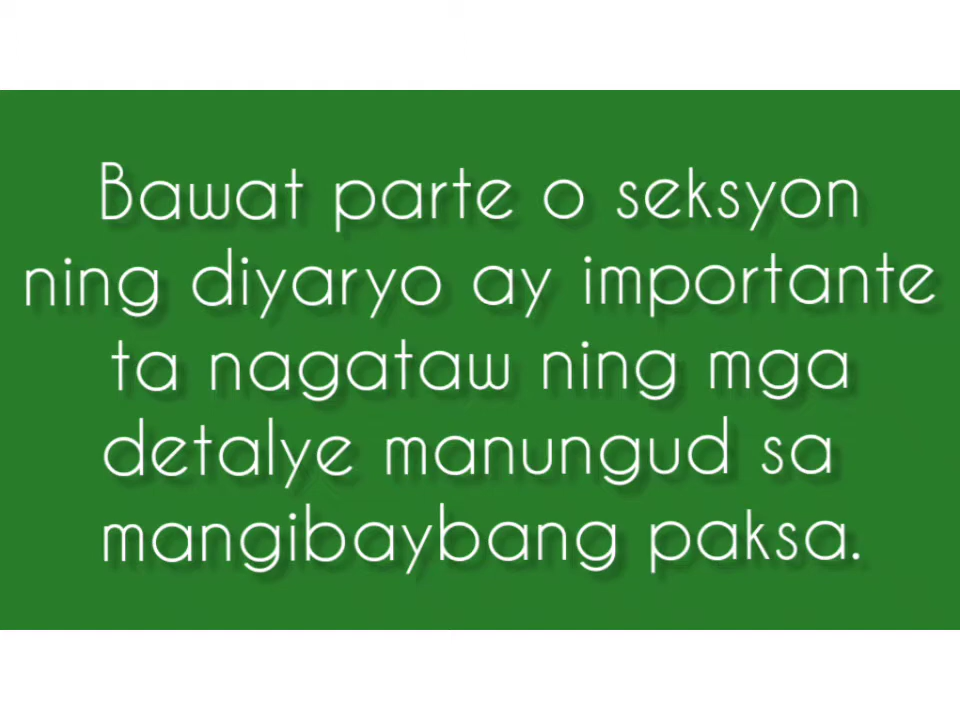 Bawat parte o seksyon
ning diyaryo ay importante
ta nagataw ning mga
detalye manungud sa
mangibaybang paksa.